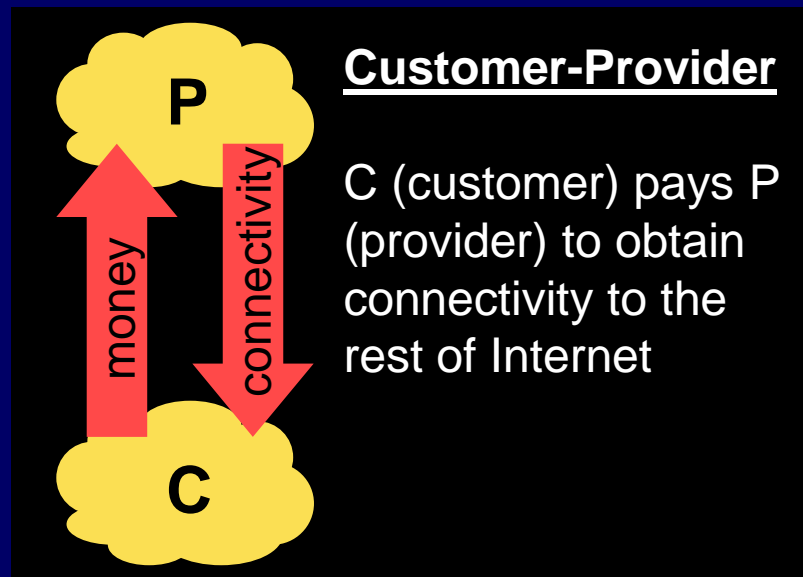 P
money
connectivity
C
Customer-Provider
C (customer) pays P
(provider) to obtain
connectivity to the
rest of Internet